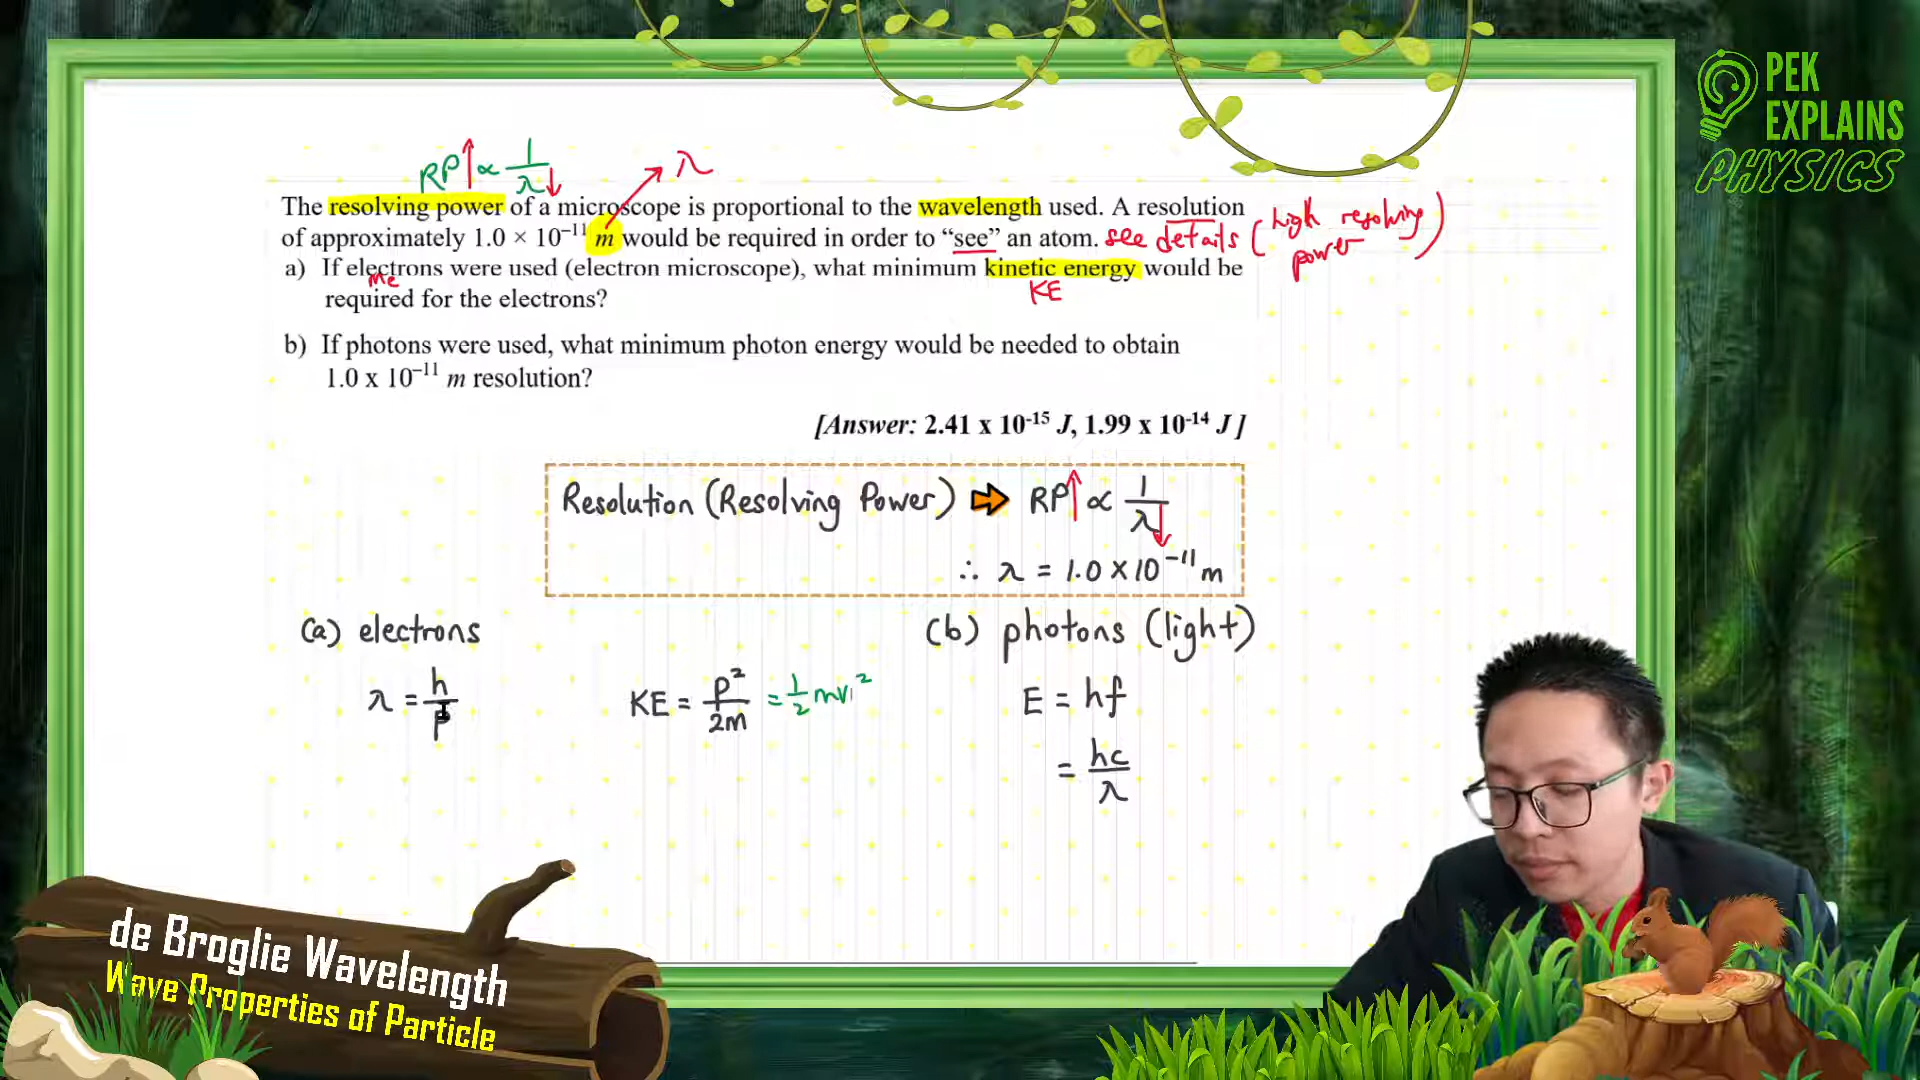 PEK
EXPLAINS
PHYSICS
RP↑ ∝ 1/λ↓
λ
The resolving power of a microscope is proportional to the wavelength used. A resolution
of approximately 1.0 × 10⁻¹¹ m would be required in order to “see” an atom.
see details (high resolving power)
a) If electrons were used (electron microscope), what minimum kinetic energy would be
me
KE
required for the electrons?
b) If photons were used, what minimum photon energy would be needed to obtain
1.0 x 10⁻¹¹ m resolution?
[Answer: 2.41 x 10⁻¹⁵ J, 1.99 x 10⁻¹⁴ J]
Resolution (Resolving Power) ➡ RP↑ ∝ 1/λ↓
∴ λ = 1.0 × 10⁻¹¹ m
(a) electrons
λ = h/p
KE = p²/2m = 1/2 mv²
(b) photons (light)
E = hf
= hc/λ
de Broglie Wavelength
Wave Properties of Particle